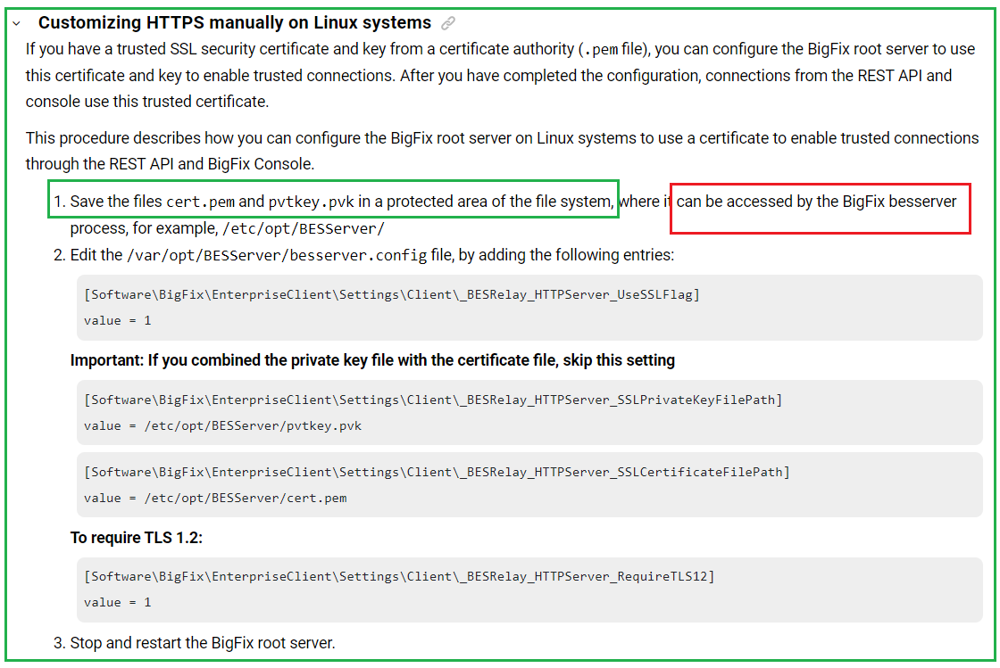 Customizing HTTPS manually on Linux systems
If you have a trusted SSL security certificate and key from a certificate authority (.pem file), you can configure the BigFix root server to use
this certificate and key to enable trusted connections. After you have completed the configuration, connections from the REST API and
console use this trusted certificate.
This procedure describes how you can configure the BigFix root server on Linux systems to use a certificate to enable trusted connections
through the REST API and BigFix Console.
1. Save the files cert.pem and pvtkey.pvk in a protected area of the file system, where it can be accessed by the BigFix besserver
process, for example, /etc/opt/BESServer/
2. Edit the /var/opt/BESServer/besserver.config file, by adding the following entries:
[Software\BigFix\EnterpriseClient\Settings\Client\_BESRelay_HTTPServer_UseSSLFlag]
value = 1
Important: If you combined the private key file with the certificate file, skip this setting
[Software\BigFix\EnterpriseClient\Settings\Client\_BESRelay_HTTPServer_SSLPrivateKeyFilePath]
value = /etc/opt/BESServer/pvtkey.pvk
[Software\BigFix\EnterpriseClient\Settings\Client\_BESRelay_HTTPServer_SSLCertificateFilePath]
value = /etc/opt/BESServer/cert.pem
To require TLS 1.2:
[Software\BigFix\EnterpriseClient\Settings\Client\_BESRelay_HTTPServer_RequireTLS12]
value = 1
3. Stop and restart the BigFix root server.